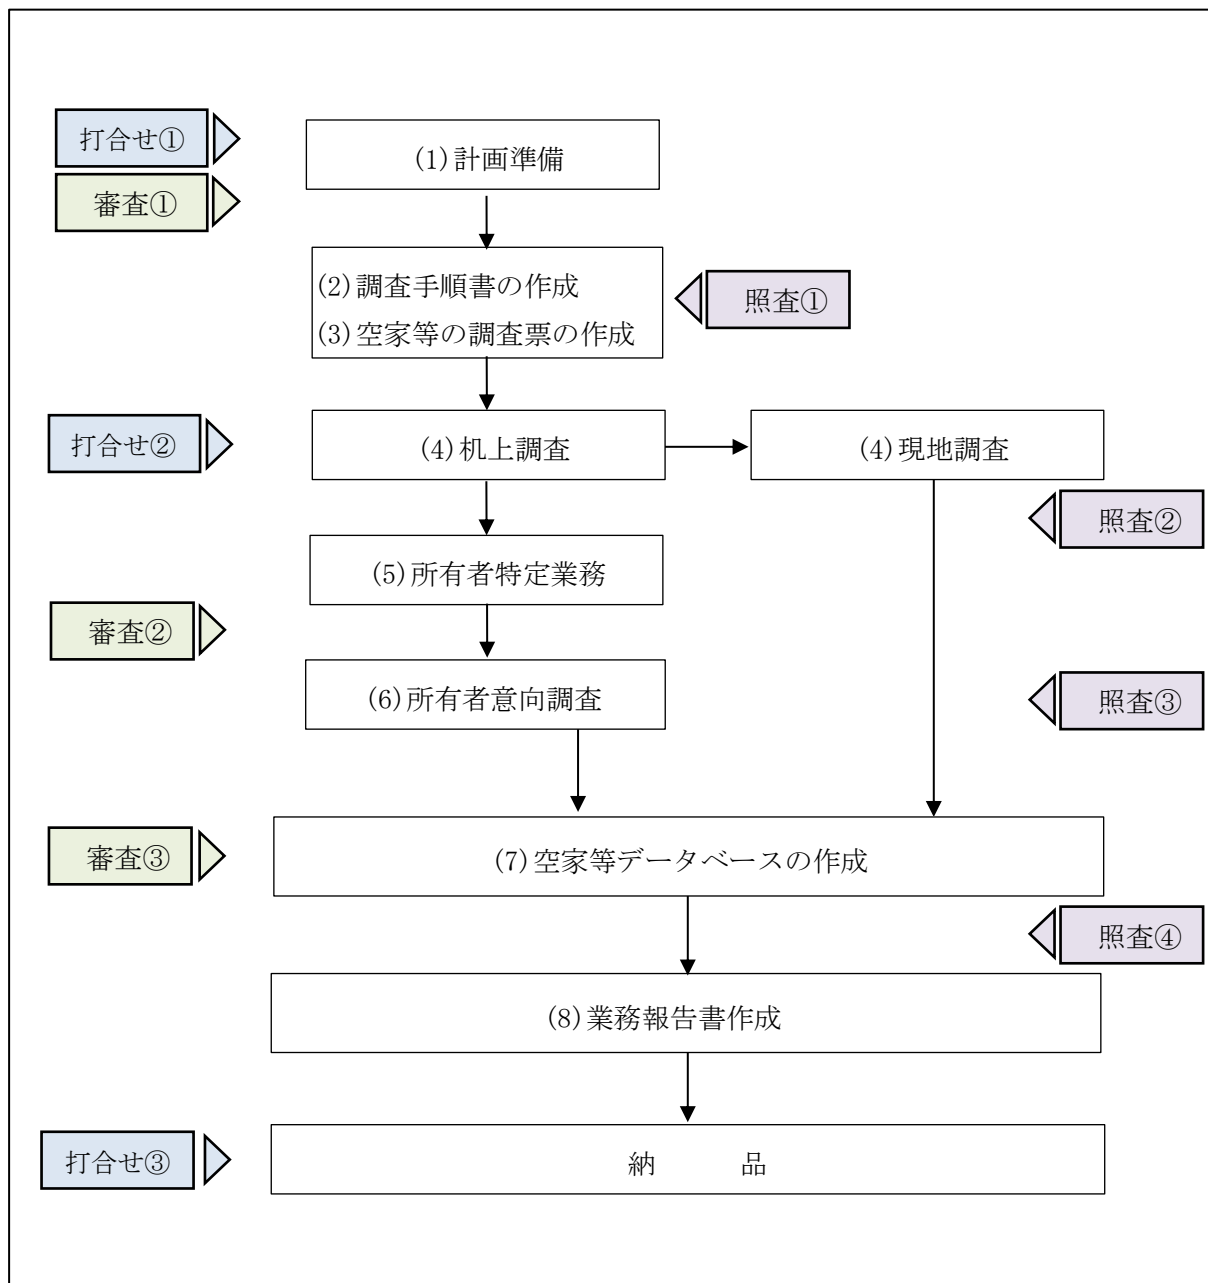 打合せ①
(1)計画準備
審査①
(2)調査手順書の作成
照査①
(3)空家等の調査票の作成
打合せ②
(4)机上調査
(4)現地調査
照査②
(5)所有者特定業務
審査②
(6)所有者意向調査
照査③
審査③
(7)空家等データベースの作成
照査④
(8)業務報告書作成
打合せ③
納　　　品